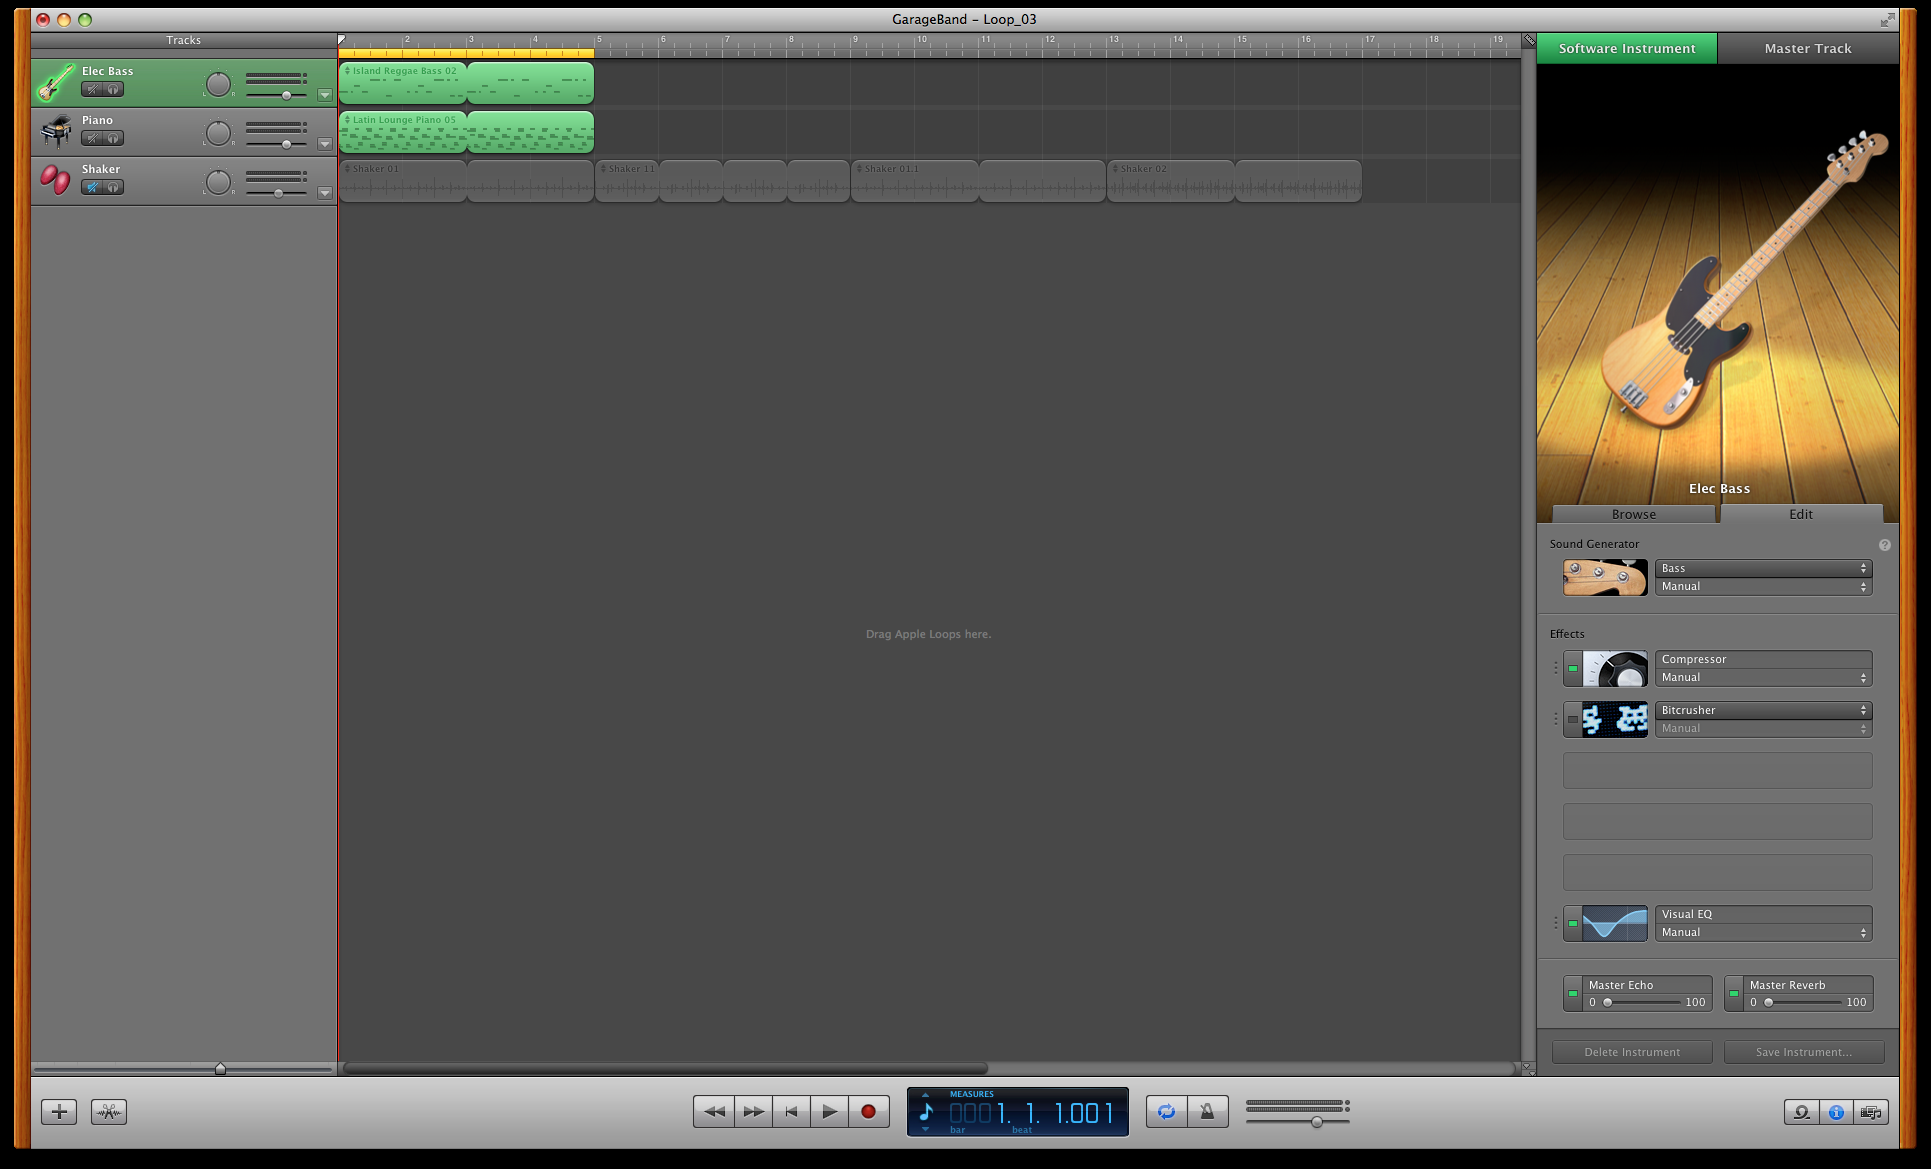 GarageBand - Loop_03
Tracks
2 3 4 5 6 7 8 9 10 11 12 13 14 15 16 17 18 19
Software Instrument
Master Track
Elec Bass
L R
Island Reggae Bass 02
Piano
L R
Latin Lounge Piano 05
Shaker
L R
Shaker 01
Shaker 11
Shaker 01.1
Shaker 02
Drag Apple Loops here.
Elec Bass
Browse
Edit
Sound Generator
?
Bass
Manual
Effects
Compressor
Manual
Bitcrusher
Manual
Visual EQ
Manual
Master Echo
0 100
Master Reverb
0 100
Delete Instrument
Save Instrument...
MEASURES
0001. 1. 1.001
bar beat